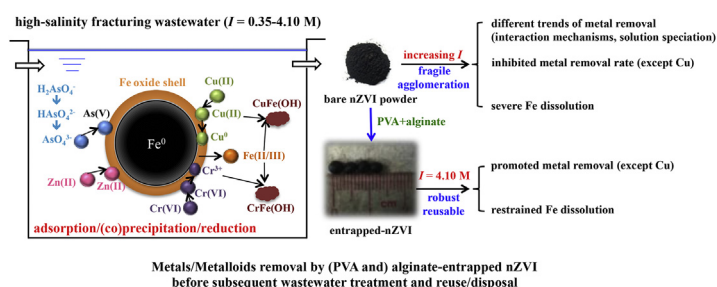 high-salinity fracturing wastewater (I = 0.35-4.10 M)
Fe oxide shell
H₂AsO₄⁻
HAsO₄²⁻
AsO₄³⁻
As(V)
Zn(II)
Zn(II)
Fe⁰
Cu(II)
Cu(II)
Cu⁰
CuFe(OH)
Fe(II/III)
Cr³⁺
Cr(VI)
Cr(VI)
CrFe(OH)
adsorption/(co)precipitation/reduction
bare nZVI powder
increasing I
fragile
agglomeration
different trends of metal removal
(interaction mechanisms, solution speciation)
inhibited metal removal rate (except Cu)
severe Fe dissolution
PVA+alginate
entrapped-nZVI
I = 4.10 M
robust
reusable
promoted metal removal (except Cu)
restrained Fe dissolution
Metals/Metalloids removal by (PVA and) alginate-entrapped nZVI
before subsequent wastewater treatment and reuse/disposal